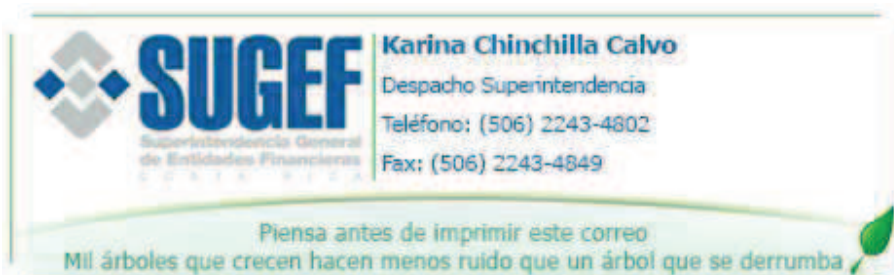 SUGEF
Superintendencia General
de Entidades Financieras
COSTA RICA
Karina Chinchilla Calvo
Despacho Superintendencia
Teléfono: (506) 2243-4802
Fax: (506) 2243-4849
Piensa antes de imprimir este correo
Mil árboles que crecen hacen menos ruido que un árbol que se derrumba